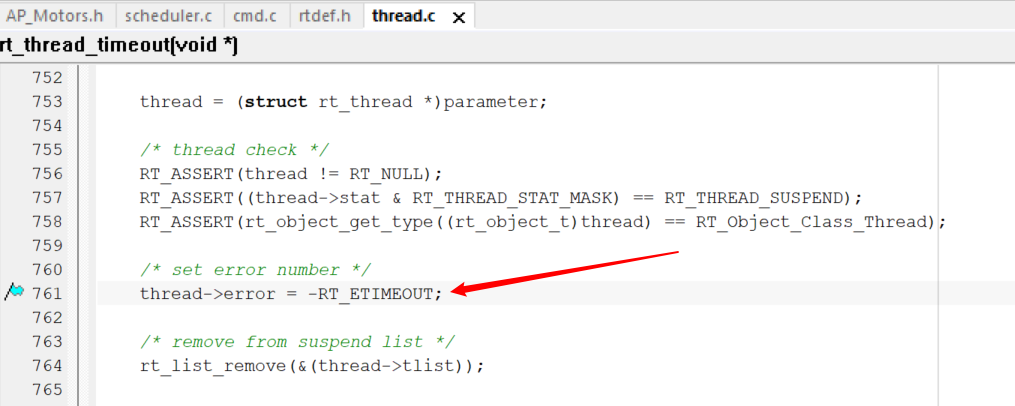 AP_Motors.h scheduler.c cmd.c rtdef.h thread.c ×
rt_thread_timeout(void *)
752
753 thread = (struct rt_thread *)parameter;
754
755 /* thread check */
756 RT_ASSERT(thread != RT_NULL);
757 RT_ASSERT((thread->stat & RT_THREAD_STAT_MASK) == RT_THREAD_SUSPEND);
758 RT_ASSERT(rt_object_get_type((rt_object_t)thread) == RT_Object_Class_Thread);
759
760 /* set error number */
761 thread->error = -RT_ETIMEOUT;
762
763 /* remove from suspend list */
764 rt_list_remove(&(thread->tlist));
765